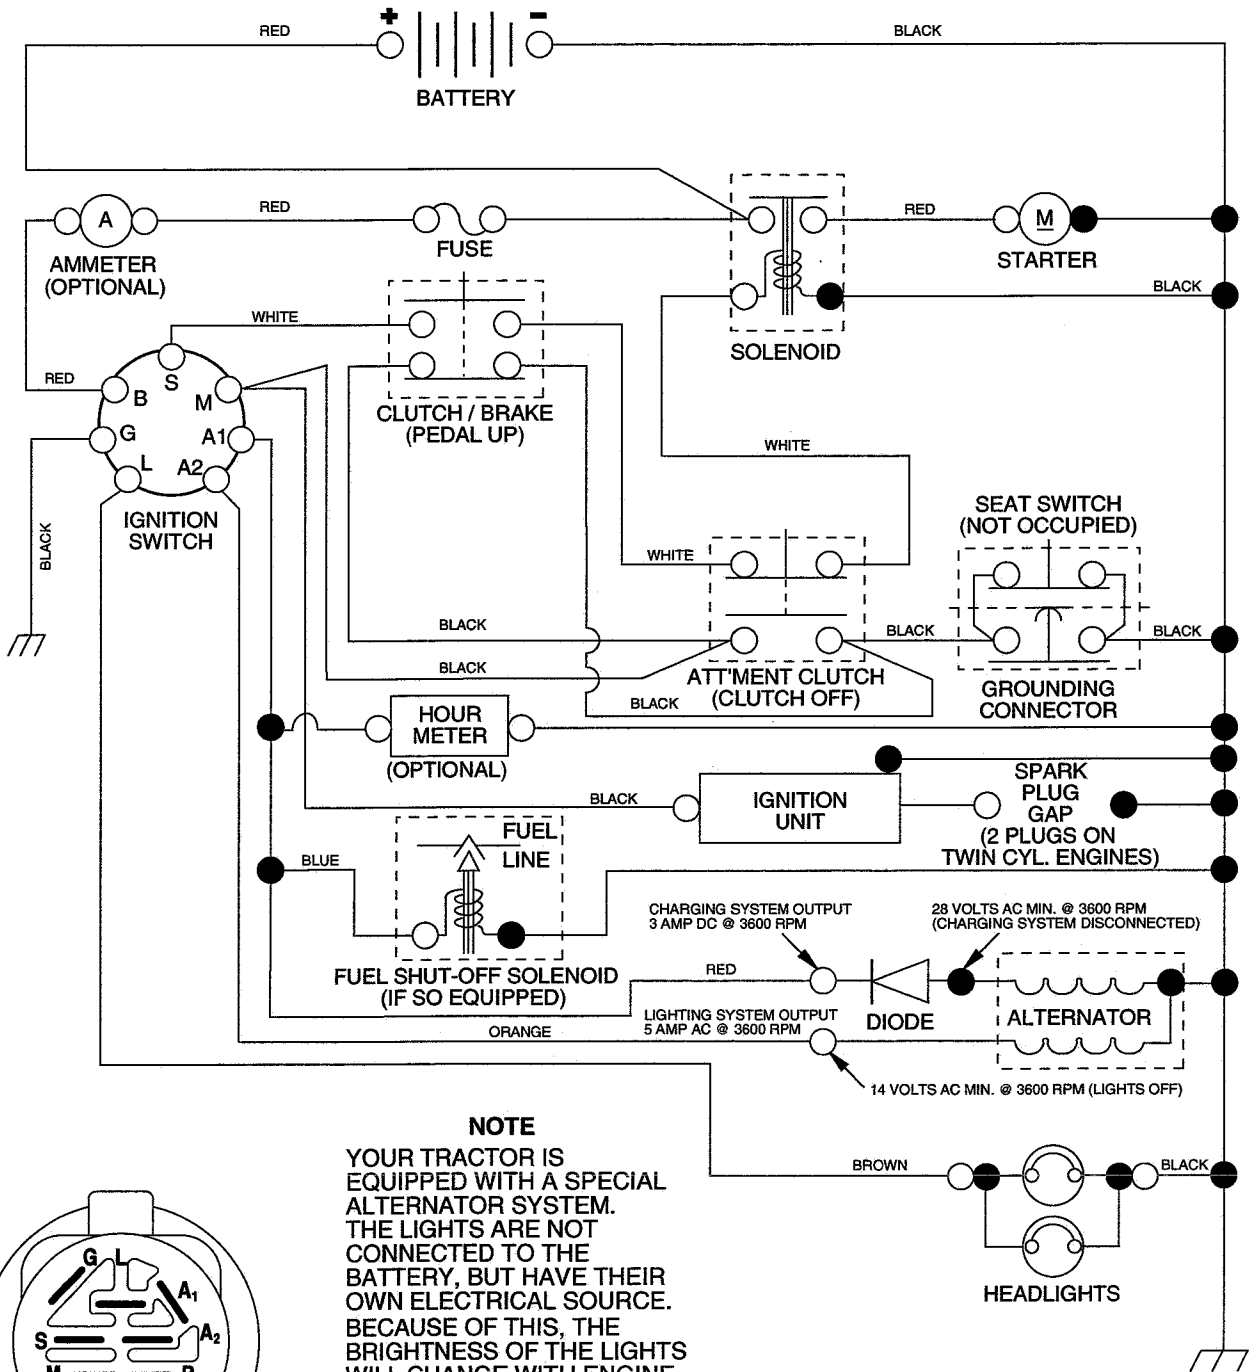 + -
RED
BLACK
BATTERY
A
RED
RED
M
AMMETER
(OPTIONAL)
FUSE
STARTER
BLACK
WHITE
SOLENOID
RED
S
B
M
G
A1
L
A2
CLUTCH / BRAKE
(PEDAL UP)
WHITE
IGNITION
SWITCH
BLACK
SEAT SWITCH
(NOT OCCUPIED)
WHITE
BLACK
BLACK
BLACK
BLACK
ATT'MENT CLUTCH
(CLUTCH OFF)
GROUNDING
CONNECTOR
BLACK
HOUR
METER
(OPTIONAL)
BLACK
IGNITION
UNIT
SPARK
PLUG
GAP
(2 PLUGS ON
TWIN CYL. ENGINES)
FUEL
LINE
BLUE
FUEL SHUT-OFF SOLENOID
(IF SO EQUIPPED)
CHARGING SYSTEM OUTPUT
3 AMP DC @ 3600 RPM
28 VOLTS AC MIN. @ 3600 RPM
(CHARGING SYSTEM DISCONNECTED)
RED
DIODE
ALTERNATOR
LIGHTING SYSTEM OUTPUT
5 AMP AC @ 3600 RPM
ORANGE
14 VOLTS AC MIN. @ 3600 RPM (LIGHTS OFF)
BROWN
BLACK
HEADLIGHTS
NOTE
YOUR TRACTOR IS
EQUIPPED WITH A SPECIAL
ALTERNATOR SYSTEM.
THE LIGHTS ARE NOT
CONNECTED TO THE
BATTERY, BUT HAVE THEIR
OWN ELECTRICAL SOURCE.
BECAUSE OF THIS, THE
BRIGHTNESS OF THE LIGHTS
WILL CHANGE WITH ENGINE
G L
A1
S
A2
M